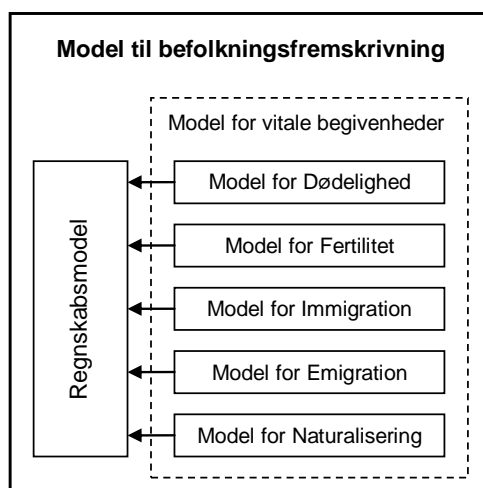 Model til befolkningsfremskrivning
Model for vitale begivenheder
Regnskabsmodel
Model for Dødelighed
Model for Fertilitet
Model for Immigration
Model for Emigration
Model for Naturalisering